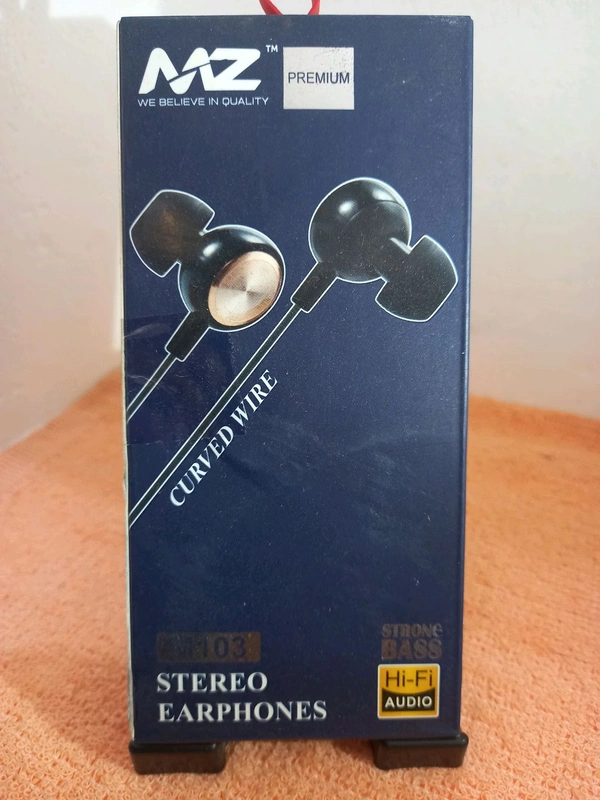 MZ™
PREMIUM
WE BELIEVE IN QUALITY
CURVED WIRE
STRONG
BASS
STEREO
EARPHONES
Hi-Fi
AUDIO